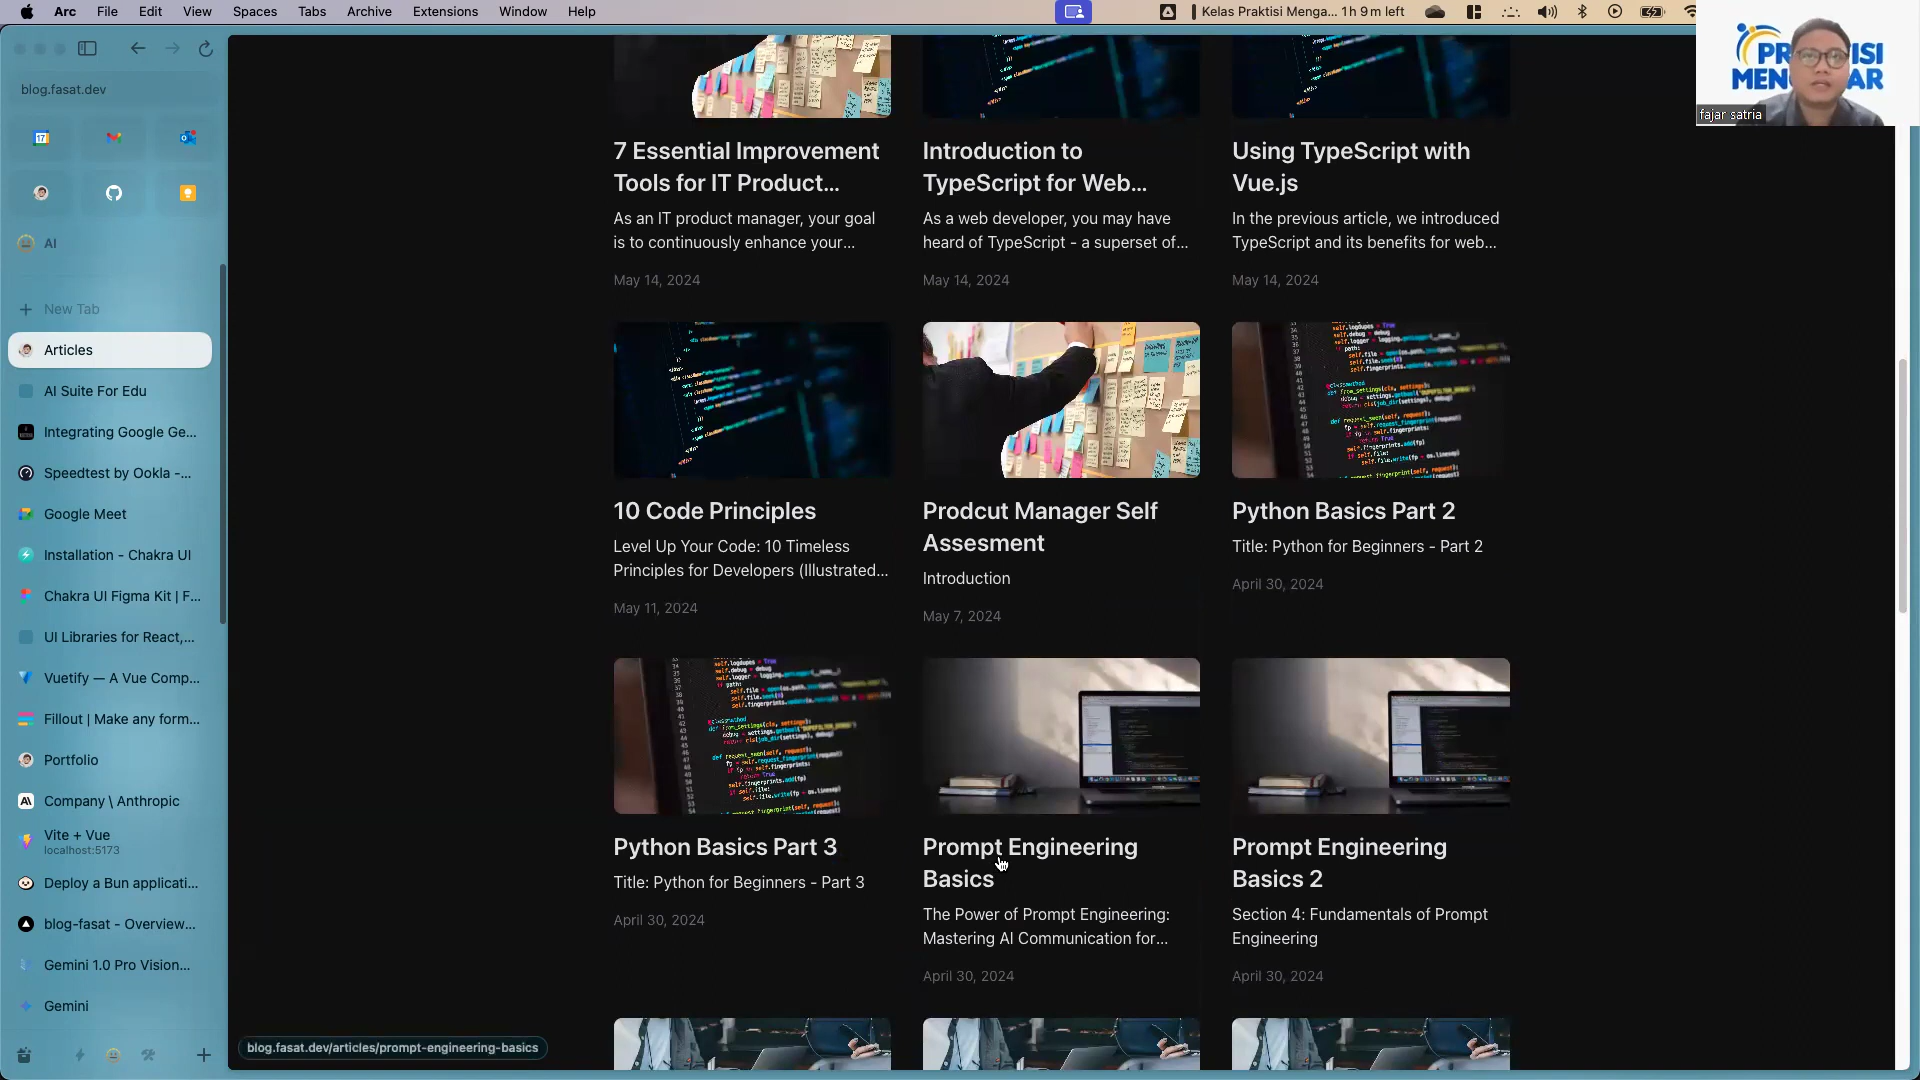 Arc File Edit View Spaces Tabs Archive Extensions Window Help
Kelas Praktisi Menga... 1 h 9 m left
blog.fasat.dev
17
AI
New Tab
Articles
AI Suite For Edu
Integrating Google Ge...
Speedtest by Ookla -...
Google Meet
Installation - Chakra UI
Chakra UI Figma Kit | F...
UI Libraries for React,...
Vuetify — A Vue Comp...
Fillout | Make any form...
Portfolio
Company \ Anthropic
Vite + Vue
localhost:5173
Deploy a Bun applicati...
blog-fasat - Overview...
Gemini 1.0 Pro Vision...
Gemini
fajar satria
7 Essential Improvement
Tools for IT Product...
As an IT product manager, your goal
is to continuously enhance your...
May 14, 2024
Introduction to
TypeScript for Web...
As a web developer, you may have
heard of TypeScript - a superset of...
May 14, 2024
Using TypeScript with
Vue.js
In the previous article, we introduced
TypeScript and its benefits for web...
May 14, 2024
10 Code Principles
Level Up Your Code: 10 Timeless
Principles for Developers (Illustrated...
May 11, 2024
Prodcut Manager Self
Assesment
Introduction
May 7, 2024
Python Basics Part 2
Title: Python for Beginners - Part 2
April 30, 2024
Python Basics Part 3
Title: Python for Beginners - Part 3
April 30, 2024
Prompt Engineering
Basics
The Power of Prompt Engineering:
Mastering AI Communication for...
April 30, 2024
Prompt Engineering
Basics 2
Section 4: Fundamentals of Prompt
Engineering
April 30, 2024
blog.fasat.dev/articles/prompt-engineering-basics